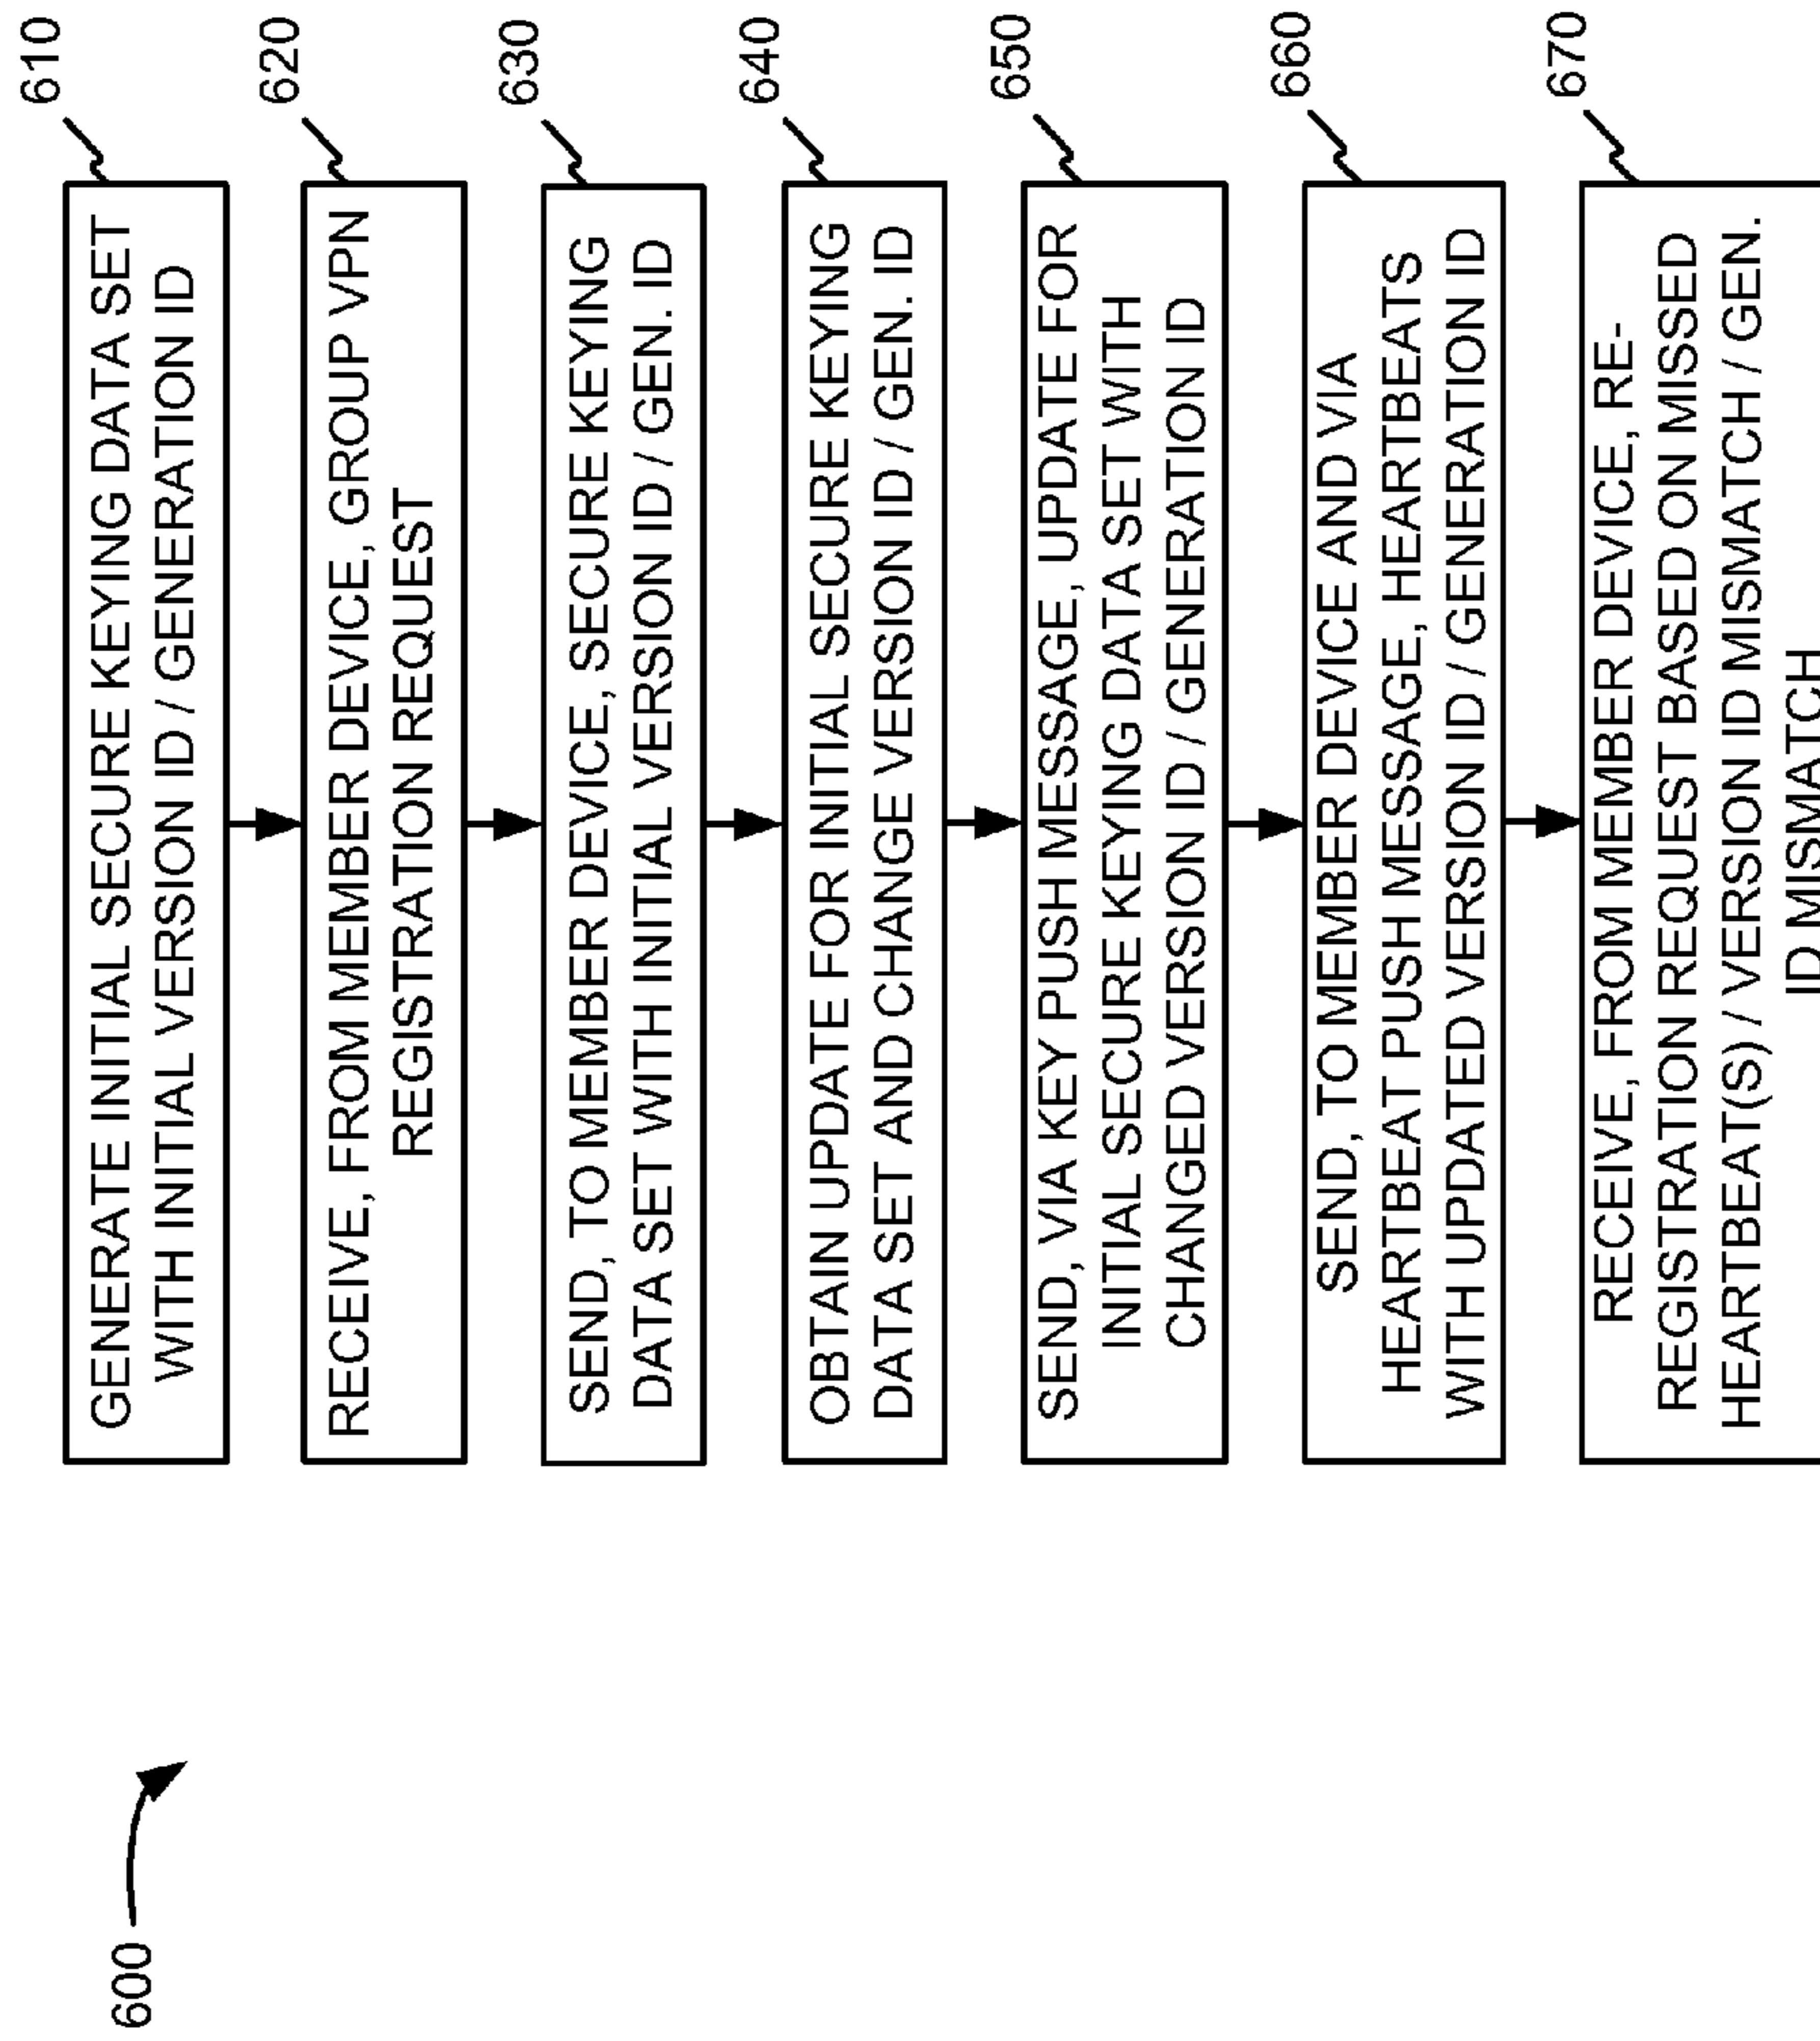 600
610
GENERATE INITIAL SECURE KEYING DATA SET
WITH INITIAL VERSION ID / GENERATION ID
620
RECEIVE, FROM MEMBER DEVICE, GROUP VPN
REGISTRATION REQUEST
630
SEND, TO MEMBER DEVICE, SECURE KEYING
DATA SET WITH INITIAL VERSION ID / GEN. ID
640
OBTAIN UPDATE FOR INITIAL SECURE KEYING
DATA SET AND CHANGE VERSION ID / GEN. ID
650
SEND, VIA KEY PUSH MESSAGE, UPDATE FOR
INITIAL SECURE KEYING DATA SET WITH
CHANGED VERSION ID / GENERATION ID
660
SEND, TO MEMBER DEVICE AND VIA
HEARTBEAT PUSH MESSAGE, HEARTBEATS
WITH UPDATED VERSION ID / GENERATION ID
670
RECEIVE, FROM MEMBER DEVICE, RE-
REGISTRATION REQUEST BASED ON MISSED
HEARTBEAT(S) / VERSION ID MISMATCH / GEN.
ID MISMATCH